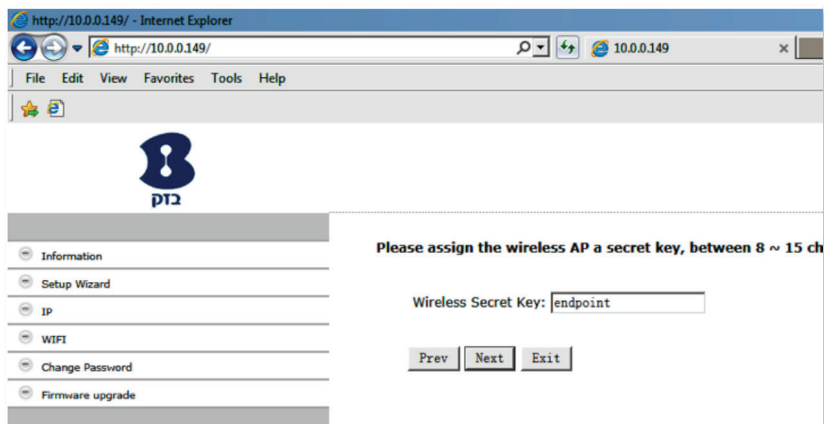 http://10.0.0.149/ - Internet Explorer
http://10.0.0.149/
10.0.0.149
File Edit View Favorites Tools Help
בזק
Information
Setup Wizard
IP
WIFI
Change Password
Firmware upgrade
Please assign the wireless AP a secret key, between 8 ~ 15 ch
Wireless Secret Key: endpoint
Prev Next Exit